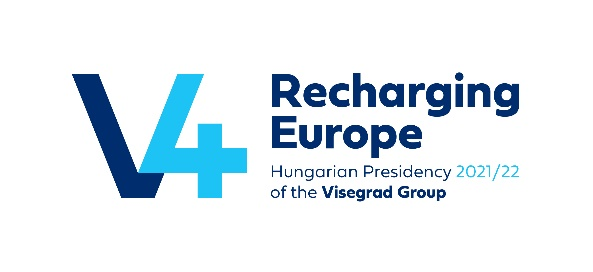 V4
Recharging
Europe
Hungarian Presidency 2021/22
of the Visegrad Group